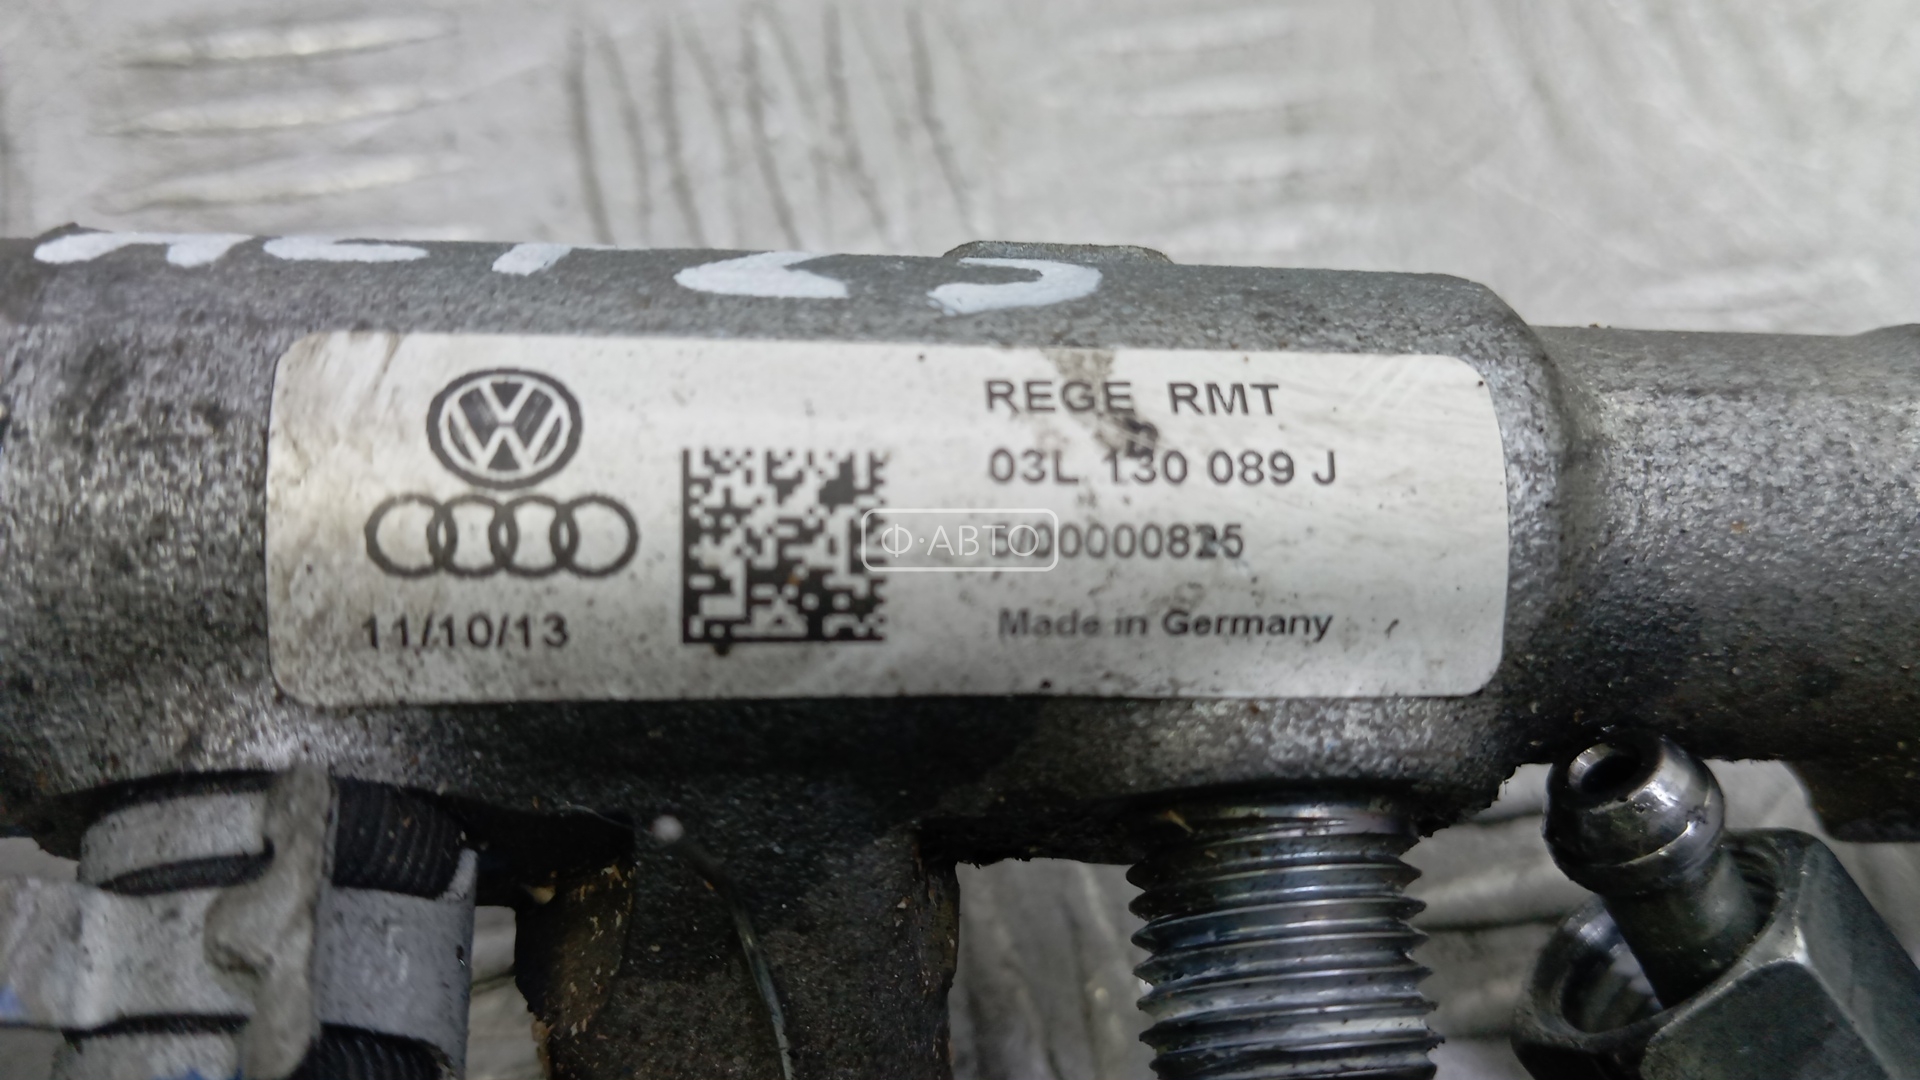 REGE RMT
03L 130 089 J
Ф·АВТО
11/10/13
Made in Germany